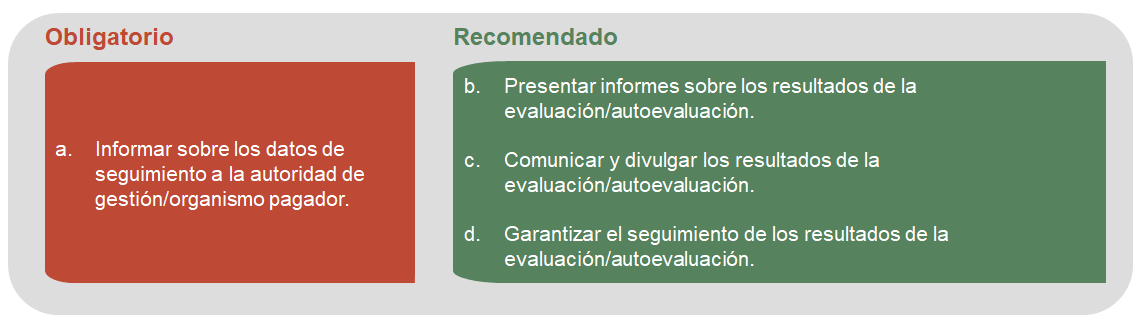 Obligatorio
a. Informar sobre los datos de
seguimiento a la autoridad de
gestión/organismo pagador.
Recomendado
b. Presentar informes sobre los resultados de la
evaluación/autoevaluación.
c. Comunicar y divulgar los resultados de la
evaluación/autoevaluación.
d. Garantizar el seguimiento de los resultados de la
evaluación/autoevaluación.